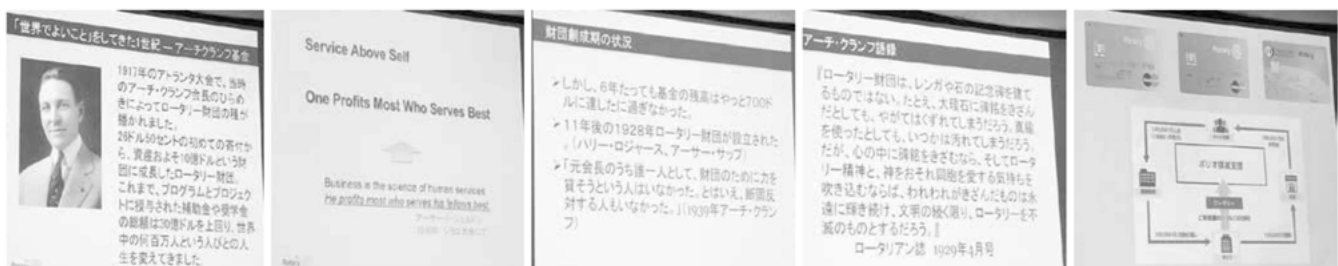 「世界でよいこと」をしてきた1世紀 ー アーチクランフ基金
1917年のアトランタ大会で、当時
のアーチ・クランフ会長のひらめ
きによってロータリー財団の種が
播かれました。
26ドル50セントの初めての寄付か
ら、資産およそ10億ドルという財
団に成長したロータリー財団。
これまで、プログラムとプロジェク
トに授与された補助金や奨学金
の総額は30億ドルを上回り、世界
中の何百万人という人びとの人
生を変えてきました
Service Above Self
One Profits Most Who Serves Best
Business is the science of human services
He profits most who serves his fellows best.
財団創成期の状況
➢しかし、6年たっても基金の残高はやっと700ド
ルに達したに過ぎなかった。
➢11年後の1928年ロータリー財団が設立された
。(ハリー・ロジャース、アーサー・サップ)
➢「元会長のうち誰一人として、財団のために力を
貸そうという人はいなかった。とはいえ、断固反
対する人もいなかった。」(1939年アーチ・クラン
フ)
アーチ・クランフ語録
『ロータリー財団は、レンガや石の記念碑を建て
るものではない。たとえ、大理石に碑銘をきざん
だとしても、やがてはくずれてしまうだろう。真鍮
を使ったとしても、いつかは汚れてしまうだろう。
だが、心の中に碑銘をきざむなら、そしてロータ
リー精神と、神をおそれ同胞を愛する気持ちを
吹き込むならば、われわれがきざんだものは永
遠に輝き続け、文明の続く限り、ロータリーを不
滅のものとするだろう。』
ロータリアン誌 1929年4月号
ポリオ撲滅支援